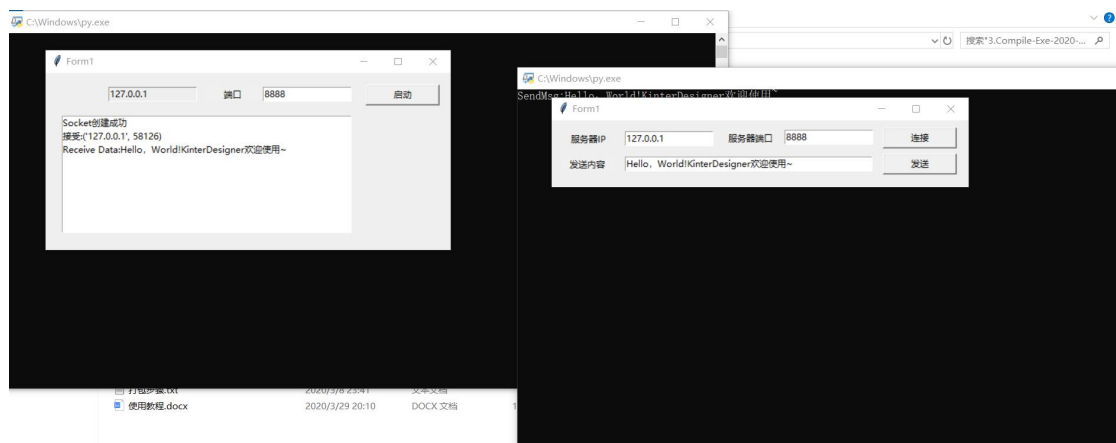 C:\Windows\py.exe
Form1
127.0.0.1 端口 8888 启动
Socket创建成功
接受:('127.0.0.1', 58126)
Receive Data:Hello，World!KinterDesigner欢迎使用~
搜索"3.Compile-Exe-2020-...
C:\Windows\py.exe
SendMsg:Hello，World!KinterDesigner欢迎使用~
Form1
服务器IP 127.0.0.1 服务器端口 8888 连接
发送内容 Hello，World!KinterDesigner欢迎使用~ 发送
打包步骤.txt 2020/3/8 23:41 文本文档
使用教程.docx 2020/3/29 20:10 DOCX 文档